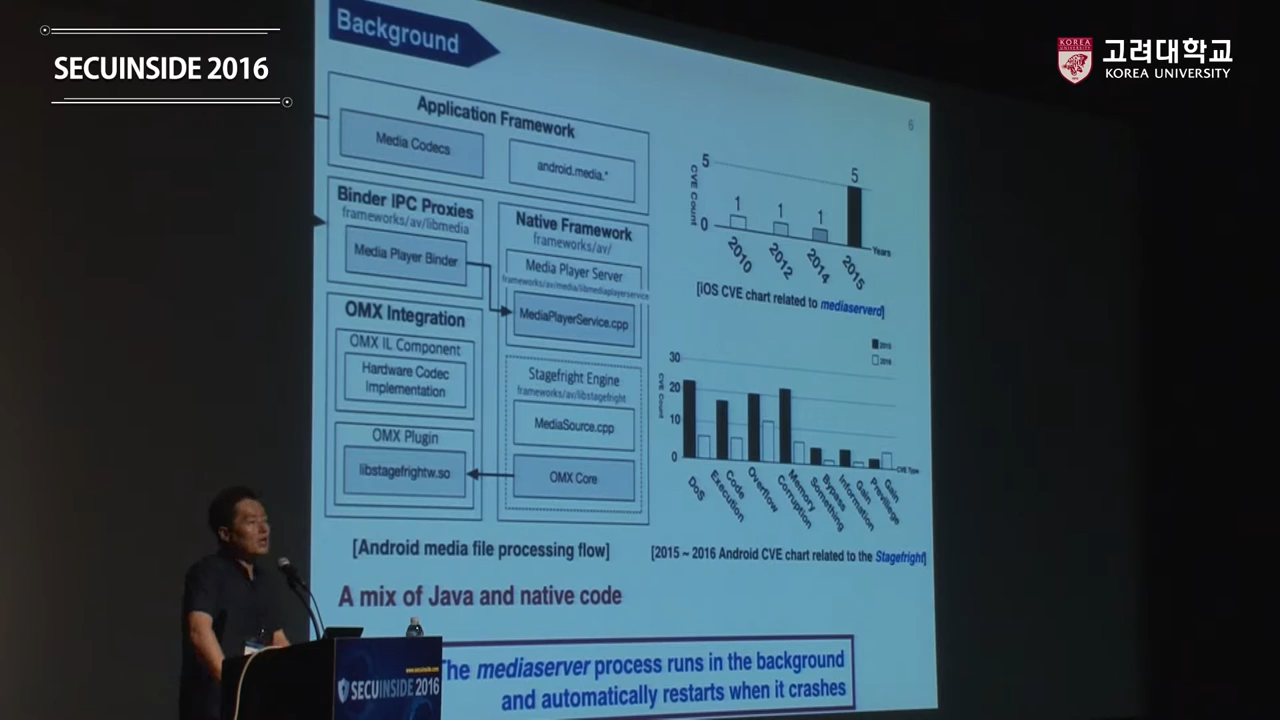 SECUINSIDE 2016
고려대학교
KOREA UNIVERSITY
Background
6
Application Framework
Media Codecs
android.media.*
Binder IPC Proxies
frameworks/av/libmedia
Media Player Binder
Native Framework
frameworks/av/
Media Player Server
frameworks/av/media/libmediaplayerservice
MediaPlayerService.cpp
OMX Integration
OMX IL Component
Hardware Codec
Implementation
OMX Plugin
libstagefrightw.so
Stagefright Engine
frameworks/av/libstagefright
MediaSource.cpp
OMX Core
[Android media file processing flow]
CVE Count
5
0
1
1
1
5
2010
2012
2014
2015
Years
[iOS CVE chart related to mediaserverd]
2015
2016
CVE Count
30
20
10
0
CVE Type
DoS
Code
Execution
Overflow
Memory
Corruption
Bypass
Something
Gain
Information
Gain
Previliege
[2015 ~ 2016 Android CVE chart related to the Stagefright]
A mix of Java and native code
The mediaserver process runs in the background
and automatically restarts when it crashes
www.secuinside.com
SECUINSIDE 2016